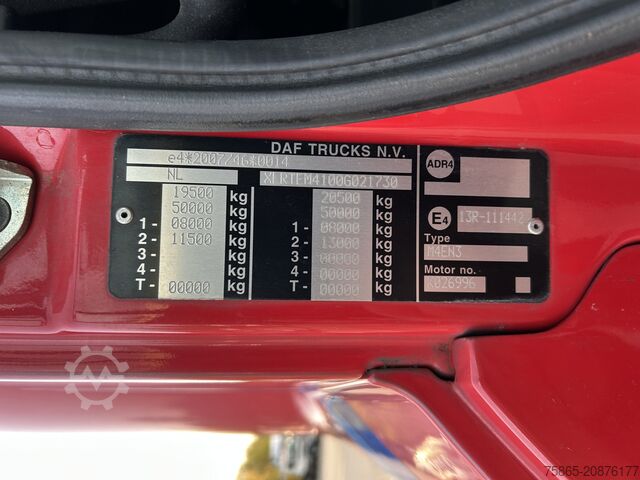 DAF TRUCKS N.V.
e4*2007/46*0014
NL XLRTEM4100G021730
19500 kg 20500 kg
50000 kg 50000 kg
1- 08000 kg 1- 08000 kg
2- 11500 kg 2- 13000 kg
3- kg 3- 00000 kg
4- kg 4- 00000 kg
T- 00000 kg T- 00000 kg
ADR4
E4 13R-111442
Type
M4EN3
Motor no.
K026996
M
75865-20876177